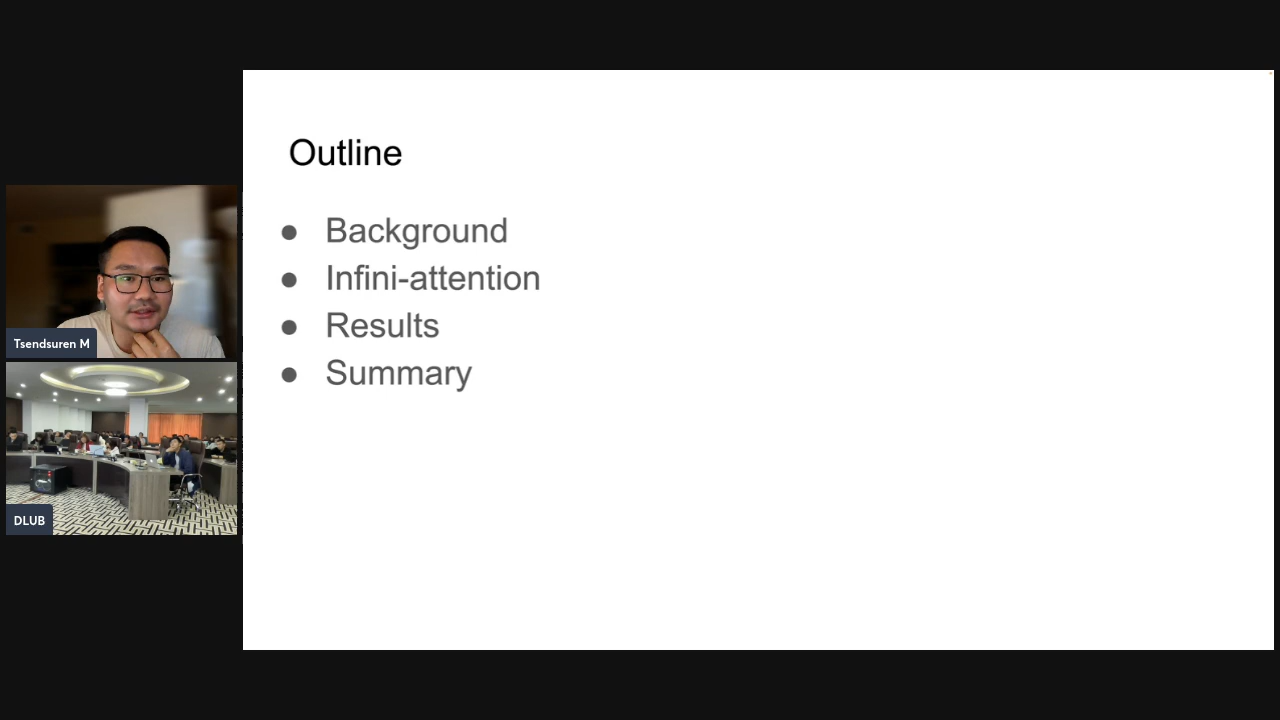 Outline
● Background
● Infini-attention
● Results
● Summary
Tsendsuren M
DLUB